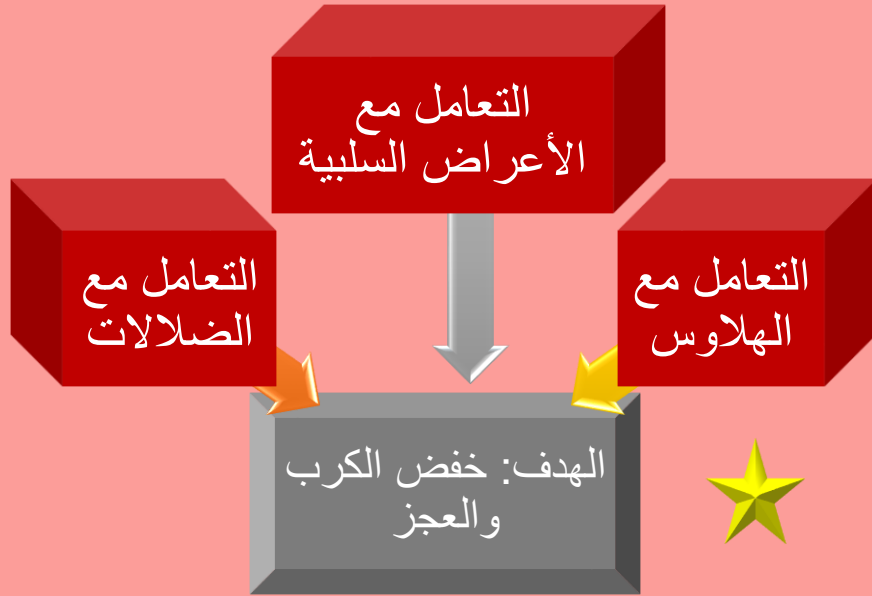 التعامل مع
الأعراض السلبية
التعامل مع
الهلاوس
التعامل مع
الضلالات
الهدف: خفض الكرب
والعجز